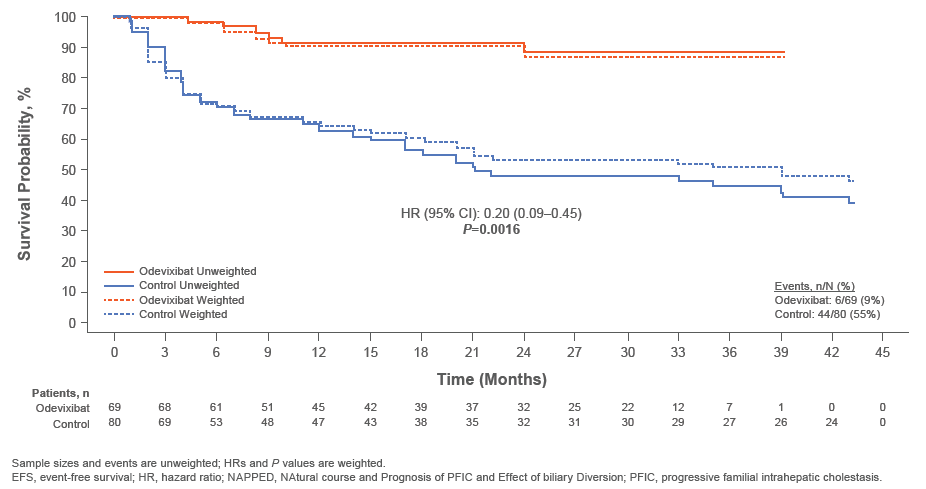 100
90
80
70
60
50
40
30
20
10
0
Survival Probability, %
HR (95% CI): 0.20 (0.09–0.45)
P=0.0016
Odevixibat Unweighted
Control Unweighted
Odevixibat Weighted
Control Weighted
Events, n/N (%)
Odevixibat: 6/69 (9%)
Control: 44/80 (55%)
0 3 6 9 12 15 18 21 24 27 30 33 36 39 42 45
Time (Months)
Patients, n
Odevixibat 69 68 61 51 45 42 39 37 32 25 22 12 7 1 0 0
Control 80 69 53 48 47 43 38 35 32 31 30 29 27 26 24 0
Sample sizes and events are unweighted; HRs and P values are weighted.
EFS, event-free survival; HR, hazard ratio; NAPPED, NAtural course and Prognosis of PFIC and Effect of biliary Diversion; PFIC, progressive familial intrahepatic cholestasis.